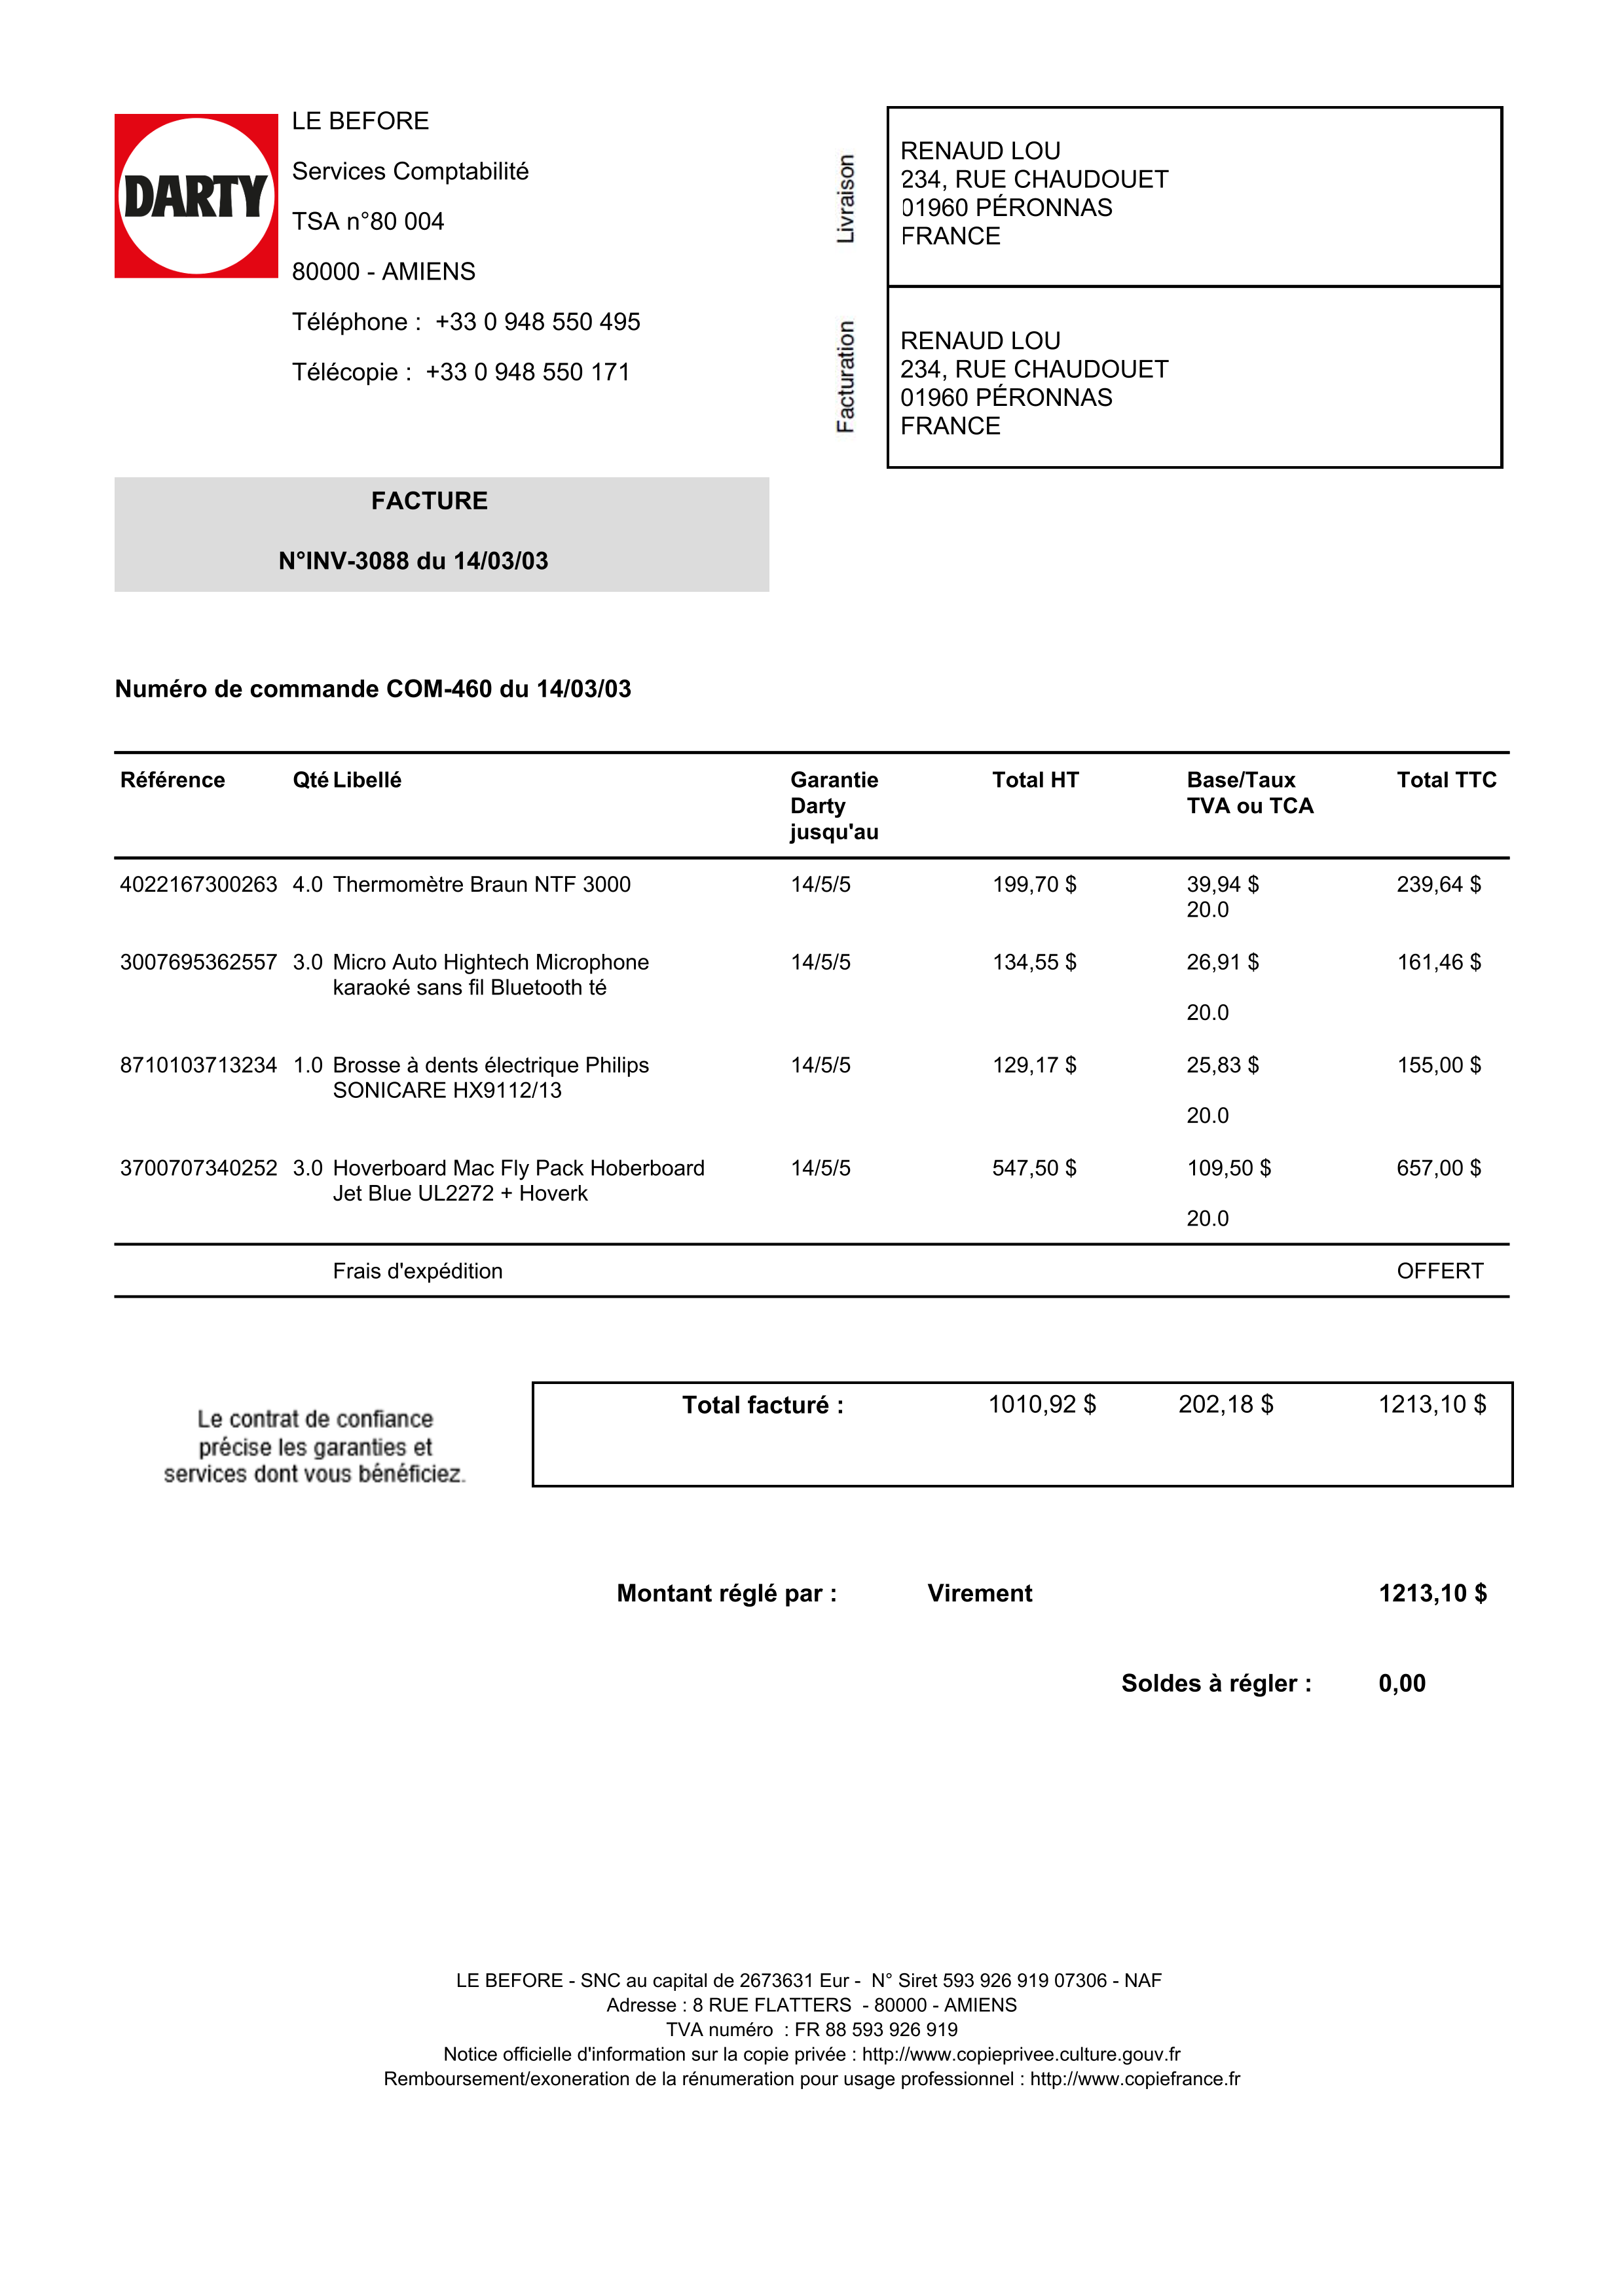 DARTY
LE BEFORE
Services Comptabilité
TSA n°80 004
80000 - AMIENS
Téléphone : +33 0 948 550 495
Télécopie : +33 0 948 550 171
Livraison
RENAUD LOU
234, RUE CHAUDOUET
01960 PÉRONNAS
FRANCE
Facturation
RENAUD LOU
234, RUE CHAUDOUET
01960 PÉRONNAS
FRANCE
FACTURE
N°INV-3088 du 14/03/03
Numéro de commande COM-460 du 14/03/03
Référence Qté Libellé Garantie Total HT Base/Taux Total TTC
Darty TVA ou TCA
jusqu'au
4022167300263 4.0 Thermomètre Braun NTF 3000 14/5/5 199,70 $ 39,94 $ 239,64 $
20.0
3007695362557 3.0 Micro Auto Hightech Microphone 14/5/5 134,55 $ 26,91 $ 161,46 $
karaoké sans fil Bluetooth té
20.0
8710103713234 1.0 Brosse à dents électrique Philips 14/5/5 129,17 $ 25,83 $ 155,00 $
SONICARE HX9112/13
20.0
3700707340252 3.0 Hoverboard Mac Fly Pack Hoberboard 14/5/5 547,50 $ 109,50 $ 657,00 $
Jet Blue UL2272 + Hoverk
20.0
Frais d'expédition OFFERT
Total facturé : 1010,92 $ 202,18 $ 1213,10 $
Le contrat de confiance
précise les garanties et
services dont vous bénéficiez.
Montant réglé par : Virement 1213,10 $
Soldes à régler : 0,00
LE BEFORE - SNC au capital de 2673631 Eur - N° Siret 593 926 919 07306 - NAF
Adresse : 8 RUE FLATTERS - 80000 - AMIENS
TVA numéro : FR 88 593 926 919
Notice officielle d'information sur la copie privée : http://www.copieprivee.culture.gouv.fr
Remboursement/exoneration de la rénumeration pour usage professionnel : http://www.copiefrance.fr